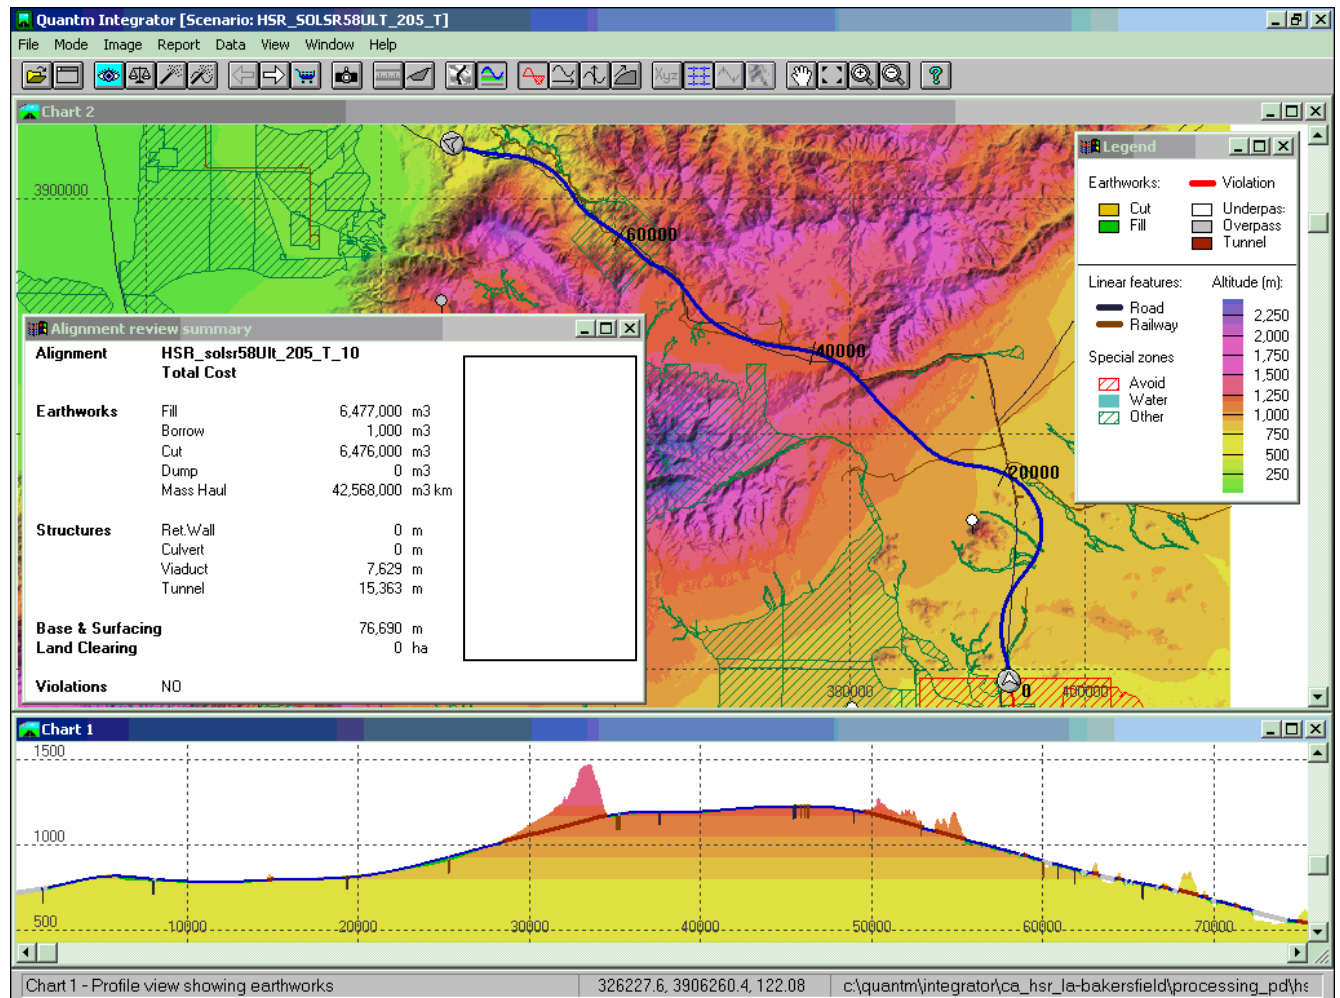 Quantm Integrator [Scenario: HSR_SOLSR58ULT_205_T]
File Mode Image Report Data View Window Help
Xyz
Chart 2
3900000
60000
40000
20000
0
380000
400000
Legend
Earthworks:
Violation
Cut
Fill
Underpas:
Overpass
Tunnel
Linear features:
Road
Railway
Special zones
Avoid
Water
Other
Altitude (m):
2,250
2,000
1,750
1,500
1,250
1,000
750
500
250
Alignment review summary
Alignment HSR_solsr58Ult_205_T_10
Total Cost
Earthworks Fill 6,477,000 m3
Borrow 1,000 m3
Cut 6,476,000 m3
Dump 0 m3
Mass Haul 42,568,000 m3 km
Structures Ret.Wall 0 m
Culvert 0 m
Viaduct 7,629 m
Tunnel 15,363 m
Base & Surfacing 76,690 m
Land Clearing 0 ha
Violations NO
Chart 1
1500
1000
500
10000 20000 30000 40000 50000 60000 70000
Chart 1 - Profile view showing earthworks 326227.6, 3906260.4, 122.08 c:\quantm\integrator\ca_hsr_la-bakersfield\processing_pd\hs